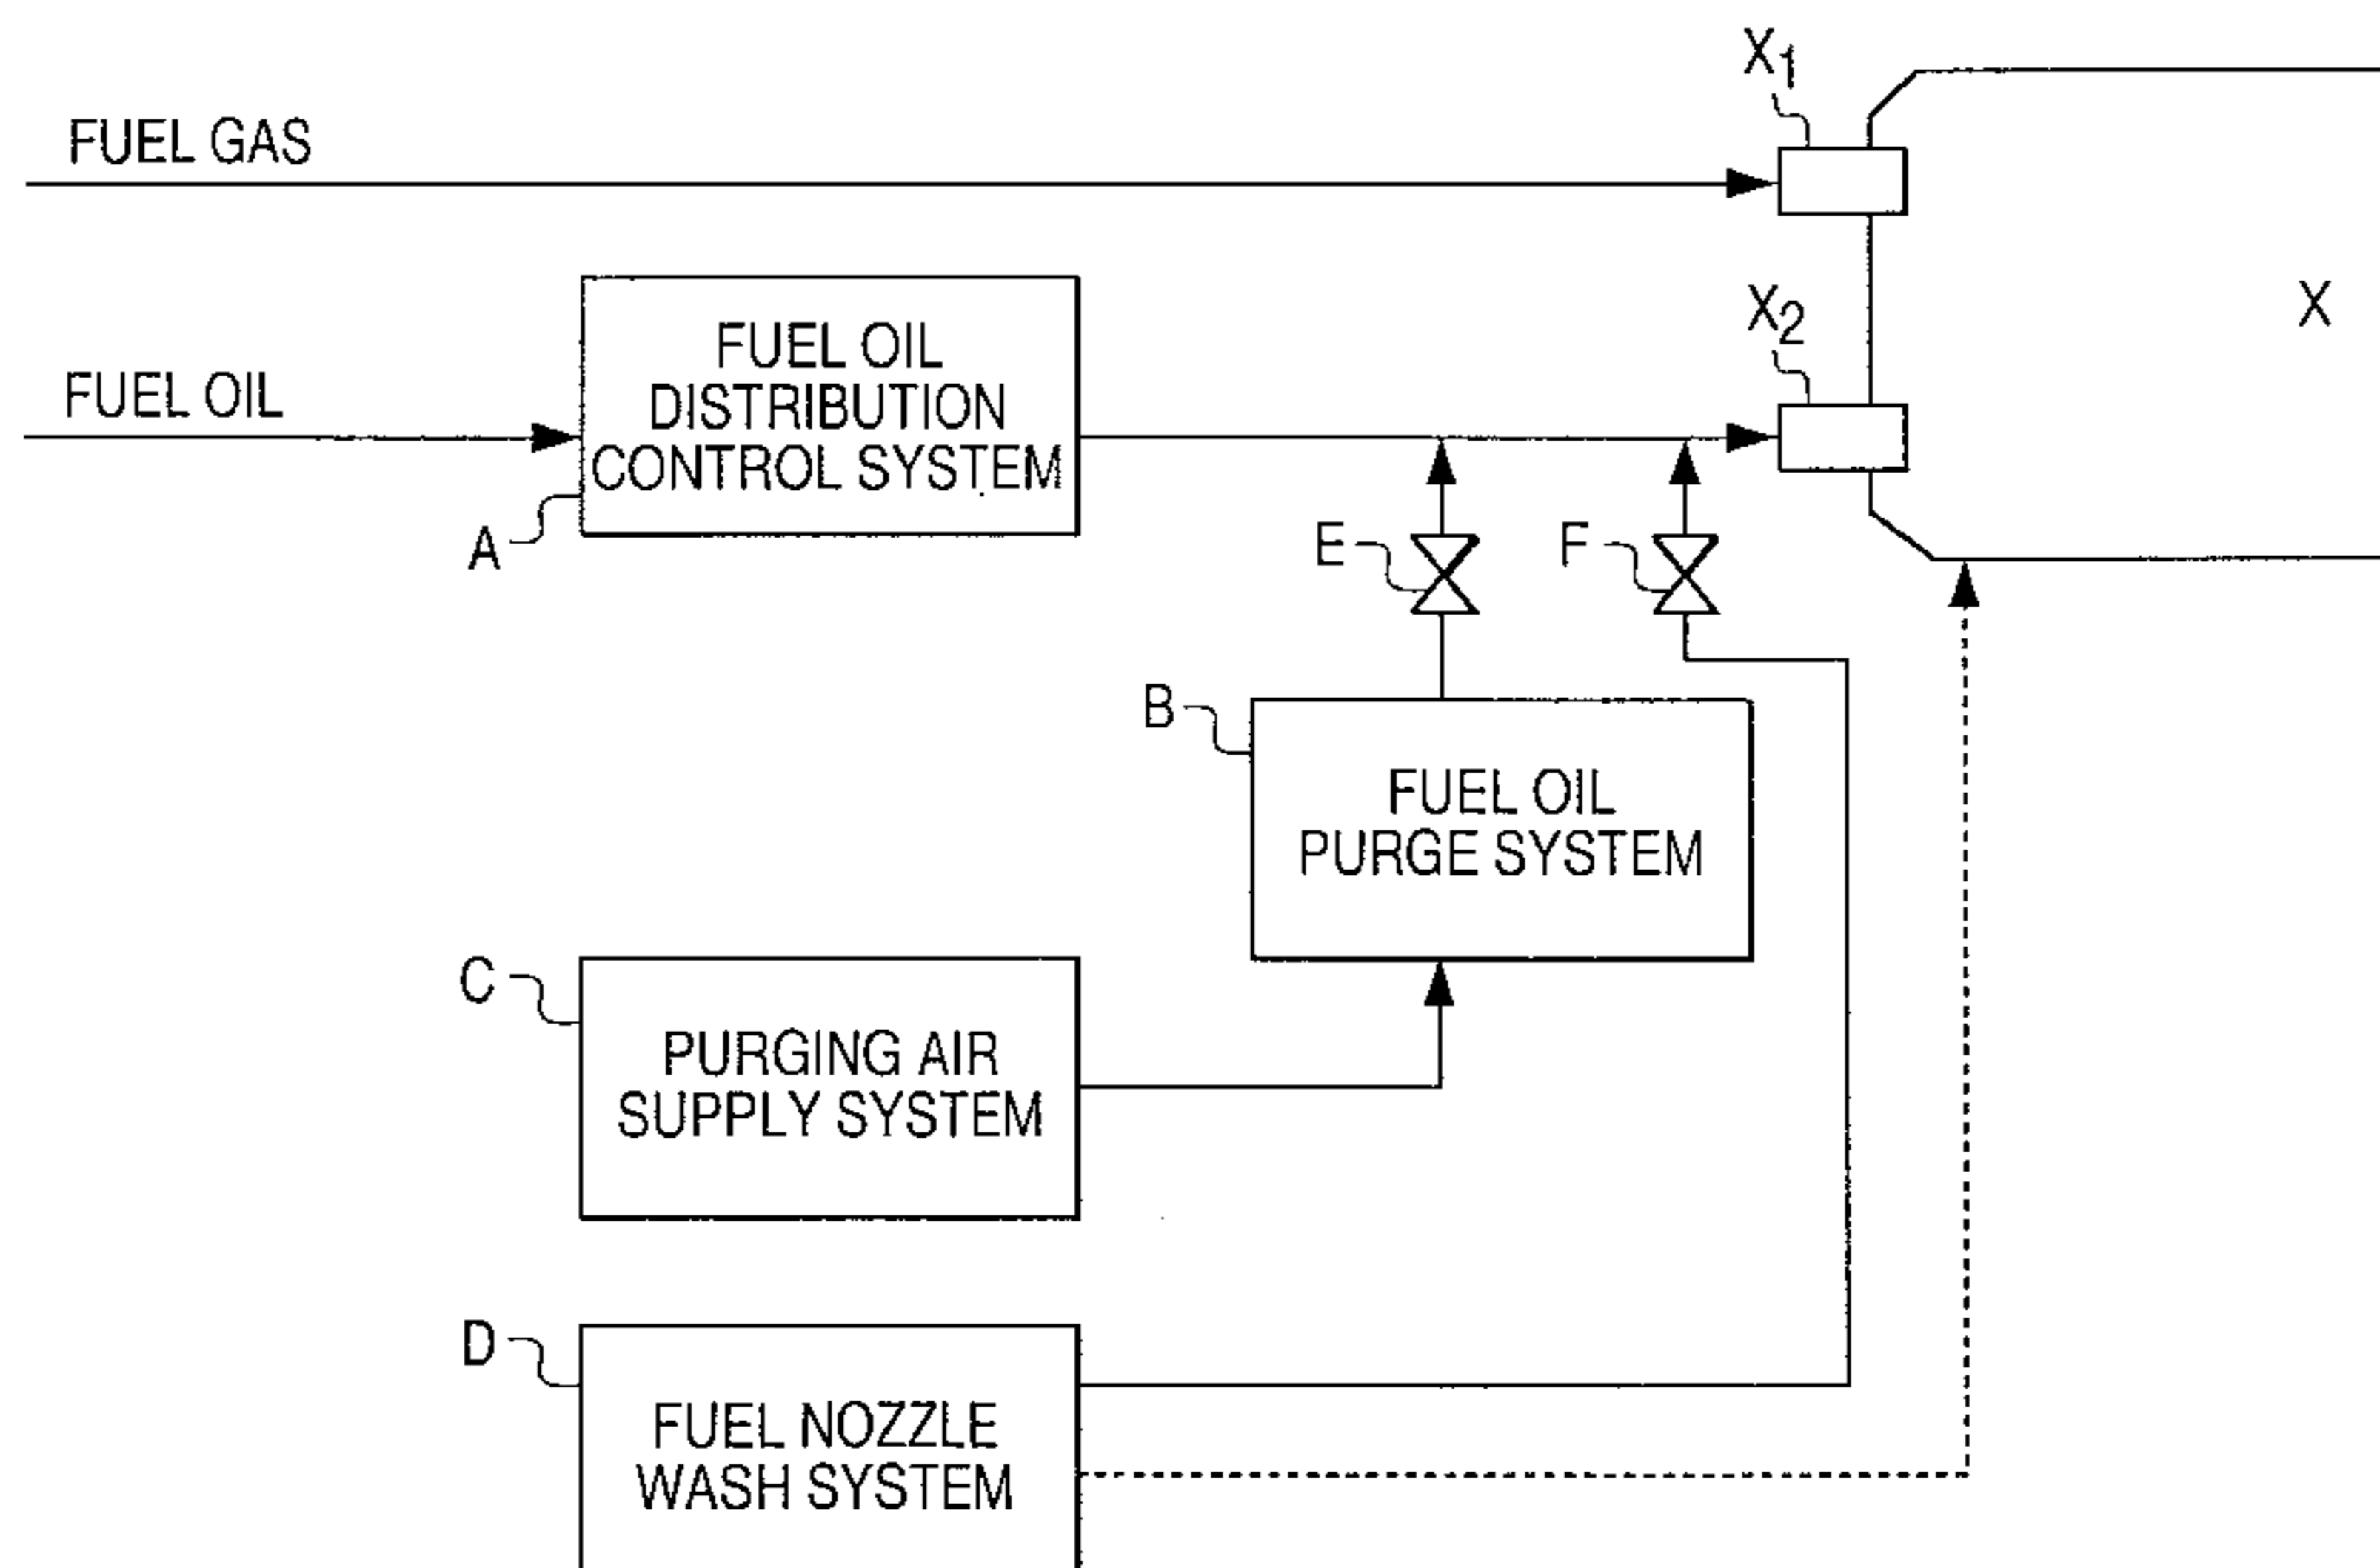 X1
FUEL GAS
X2
X
FUEL OIL
FUEL OIL
DISTRIBUTION
CONTROL SYSTEM
A
E
F
B
FUEL OIL
PURGE SYSTEM
C
PURGING AIR
SUPPLY SYSTEM
D
FUEL NOZZLE
WASH SYSTEM